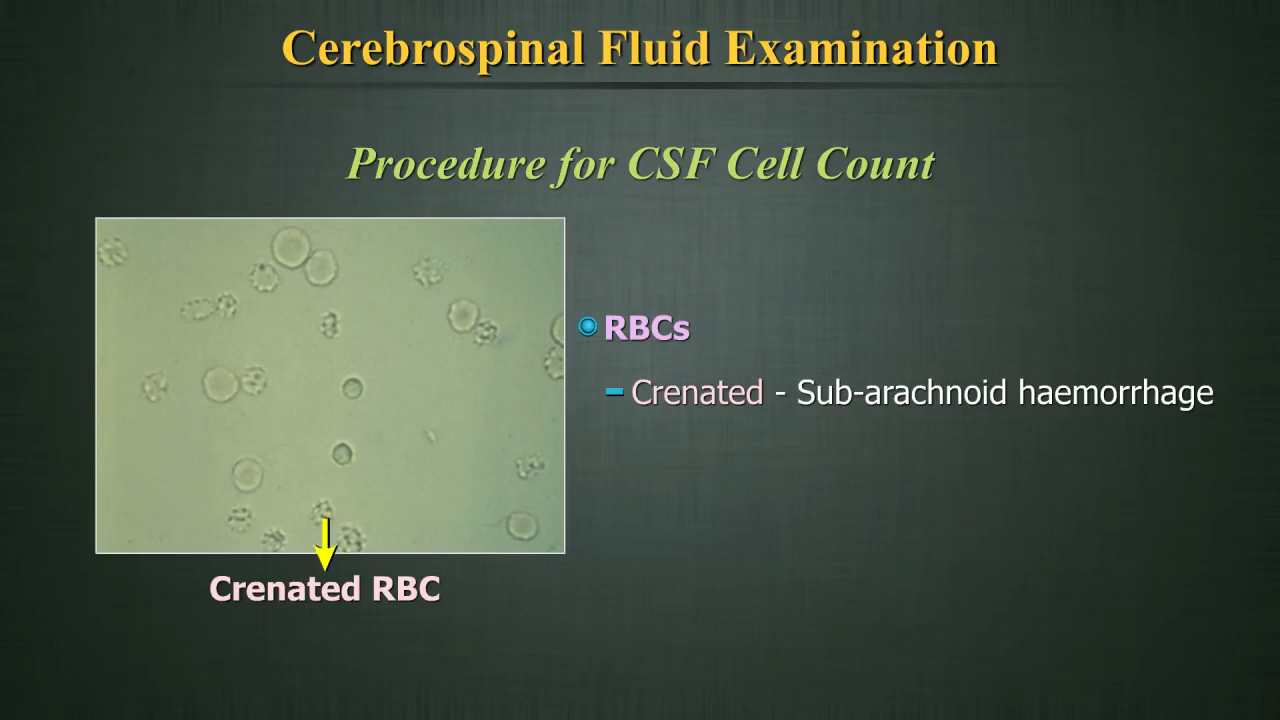 Cerebrospinal Fluid Examination
Procedure for CSF Cell Count
RBCs
Crenated - Sub-arachnoid haemorrhage
Crenated RBC